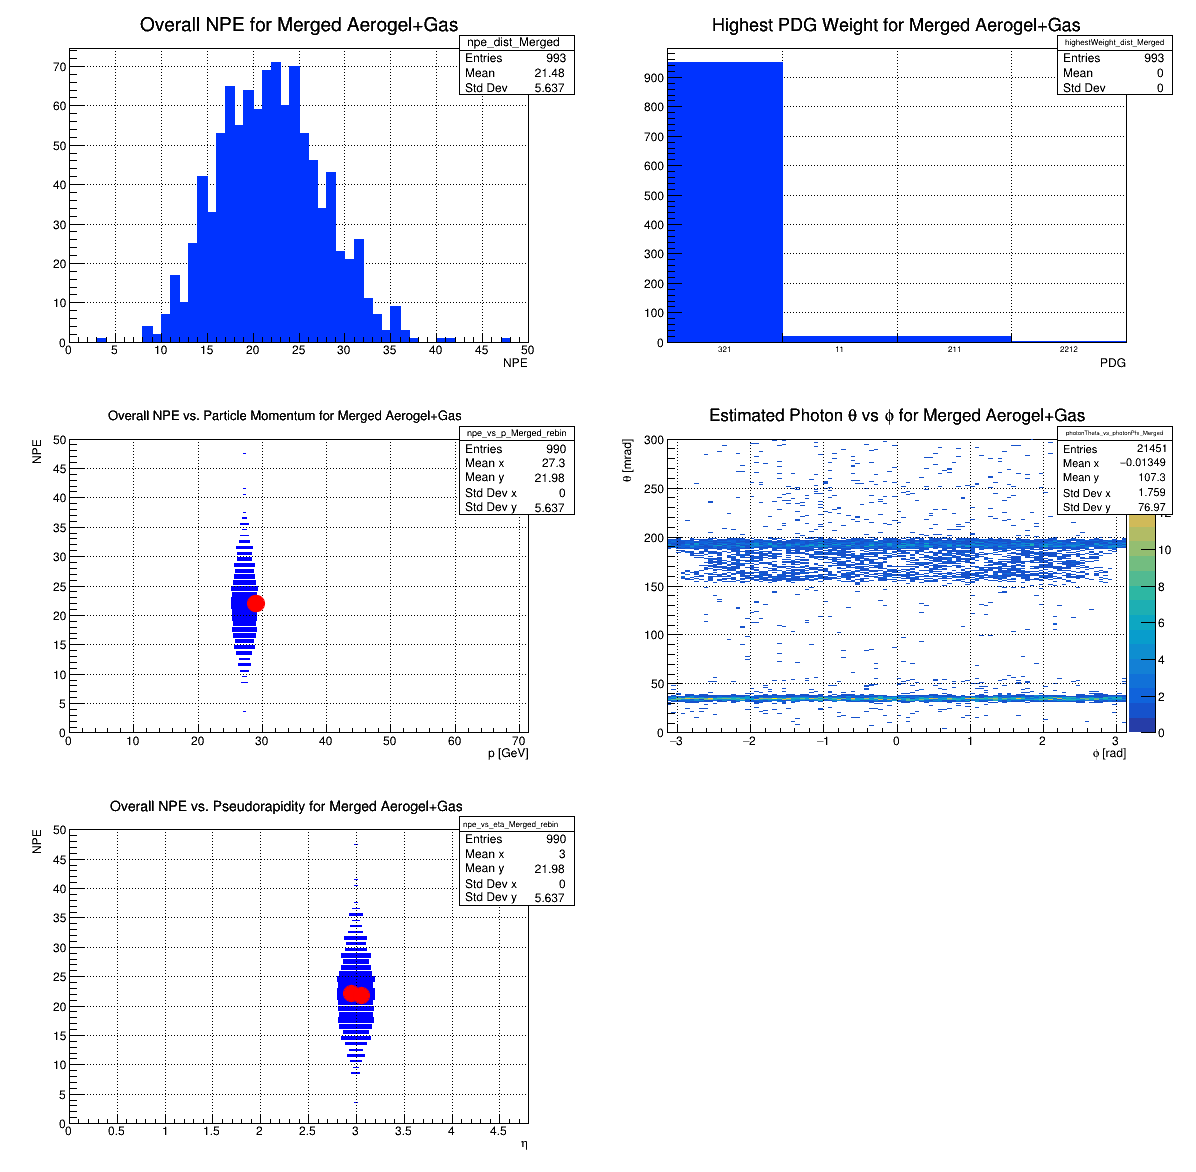 Overall NPE for Merged Aerogel+Gas
npe_dist_Merged
Entries 993
Mean 21.48
Std Dev 5.637
70
60
50
40
30
20
10
0
0 5 10 15 20 25 30 35 40 45 50
NPE
Highest PDG Weight for Merged Aerogel+Gas
highestWeight_dist_Merged
Entries 993
Mean 0
Std Dev 0
900
800
700
600
500
400
300
200
100
0
321 11 211 2212
PDG
Overall NPE vs. Particle Momentum for Merged Aerogel+Gas
npe_vs_p_Merged_rebin
Entries 990
Mean x 27.3
Mean y 21.98
Std Dev x 0
Std Dev y 5.637
NPE
50
45
40
35
30
25
20
15
10
5
0
0 10 20 30 40 50 60 70
p [GeV]
Estimated Photon θ vs ϕ for Merged Aerogel+Gas
photonTheta_vs_photonPhi_Merged
Entries 21451
Mean x −0.01349
Mean y 107.3
Std Dev x 1.759
Std Dev y 76.97
θ [mrad]
300
250
200
150
100
50
0
−3 −2 −1 0 1 2 3
ϕ [rad]
10
8
6
4
2
0
Overall NPE vs. Pseudorapidity for Merged Aerogel+Gas
npe_vs_eta_Merged_rebin
Entries 990
Mean x 3
Mean y 21.98
Std Dev x 0
Std Dev y 5.637
NPE
50
45
40
35
30
25
20
15
10
5
0
0 0.5 1 1.5 2 2.5 3 3.5 4 4.5
η